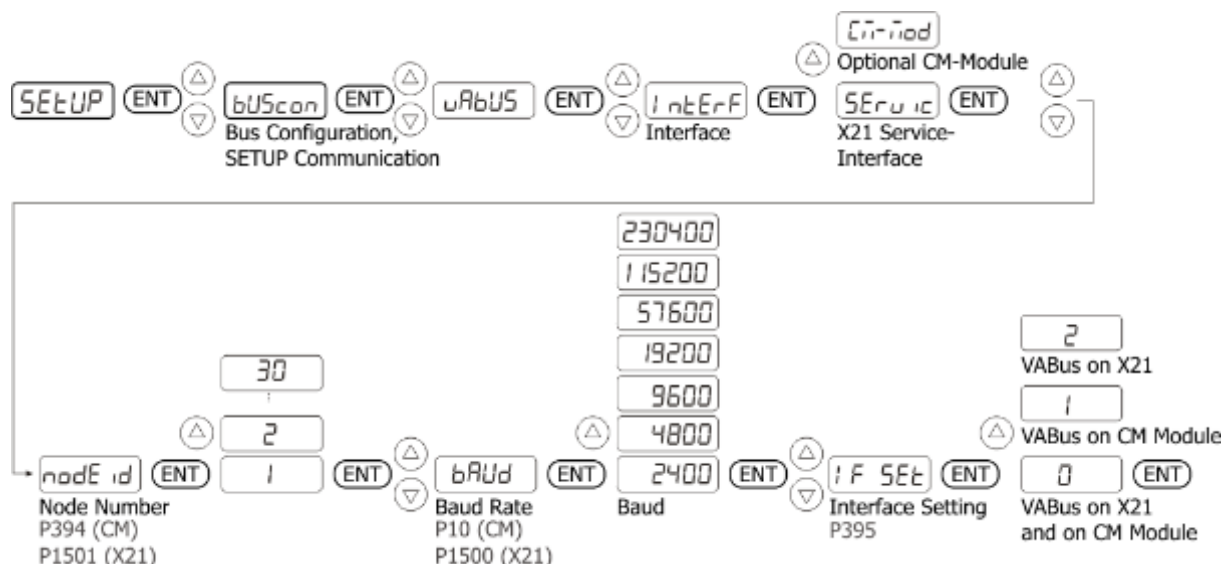 CM-Mod
Optional CM-Module
SEtUP ENT bUScon ENT vAbUS ENT IntErF ENT SErvic ENT
Bus Configuration,
SETUP Communication
Interface
X21 Service-
Interface
230400
115200
57600
19200
9600
4800
2400
30
2
1
2
VABus on X21
1
VABus on CM Module
0
VABus on X21
and on CM Module
nodE id ENT ENT bAUd ENT ENT IF SEt ENT ENT
Node Number
P394 (CM)
P1501 (X21)
Baud Rate
P10 (CM)
P1500 (X21)
Baud
Interface Setting
P395